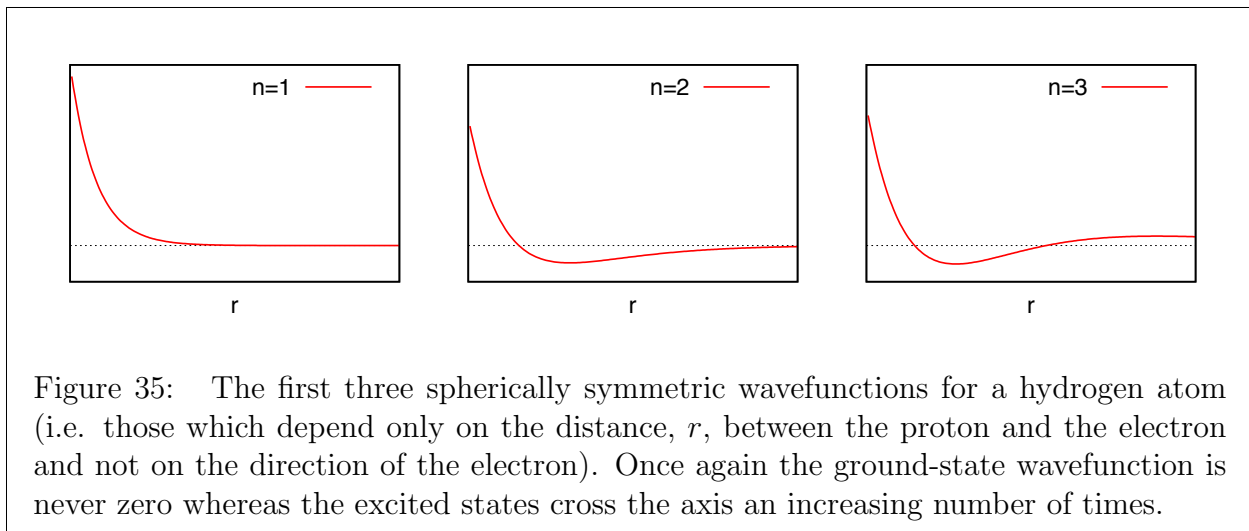 n=1
n=2
n=3
r
r
r
Figure 35: The first three spherically symmetric wavefunctions for a hydrogen atom
(i.e. those which depend only on the distance, r, between the proton and the electron
and not on the direction of the electron). Once again the ground-state wavefunction is
never zero whereas the excited states cross the axis an increasing number of times.